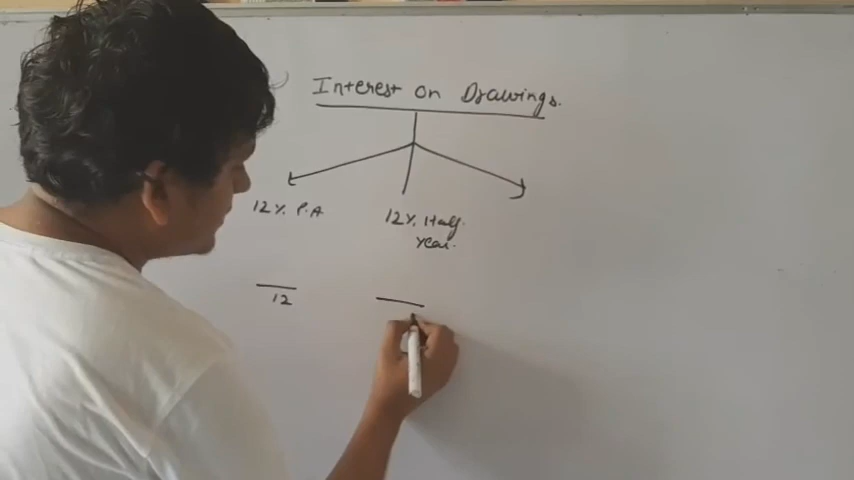 Interest on Drawings.
12%. P.A
12%. Half
Year.
12